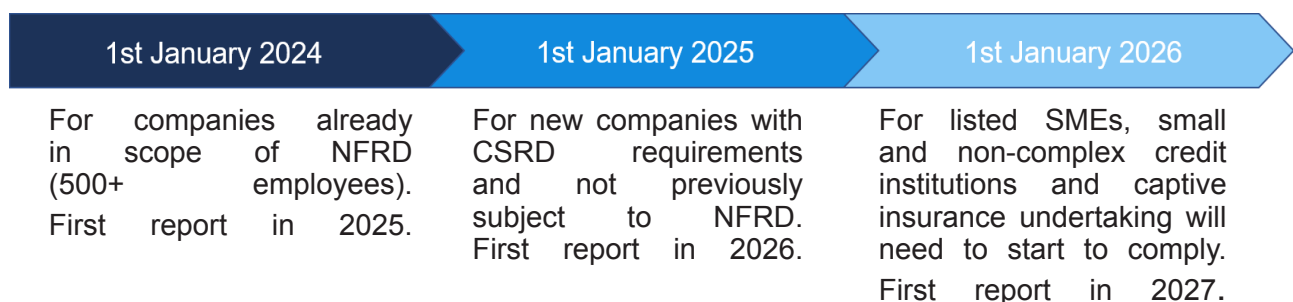 1st January 2024
For companies already
in scope of NFRD
(500+ employees).
First report in 2025.
1st January 2025
For new companies with
CSRD requirements
and not previously
subject to NFRD.
First report in 2026.
1st January 2026
For listed SMEs, small
and non-complex credit
institutions and captive
insurance undertaking will
need to start to comply.
First report in 2027.